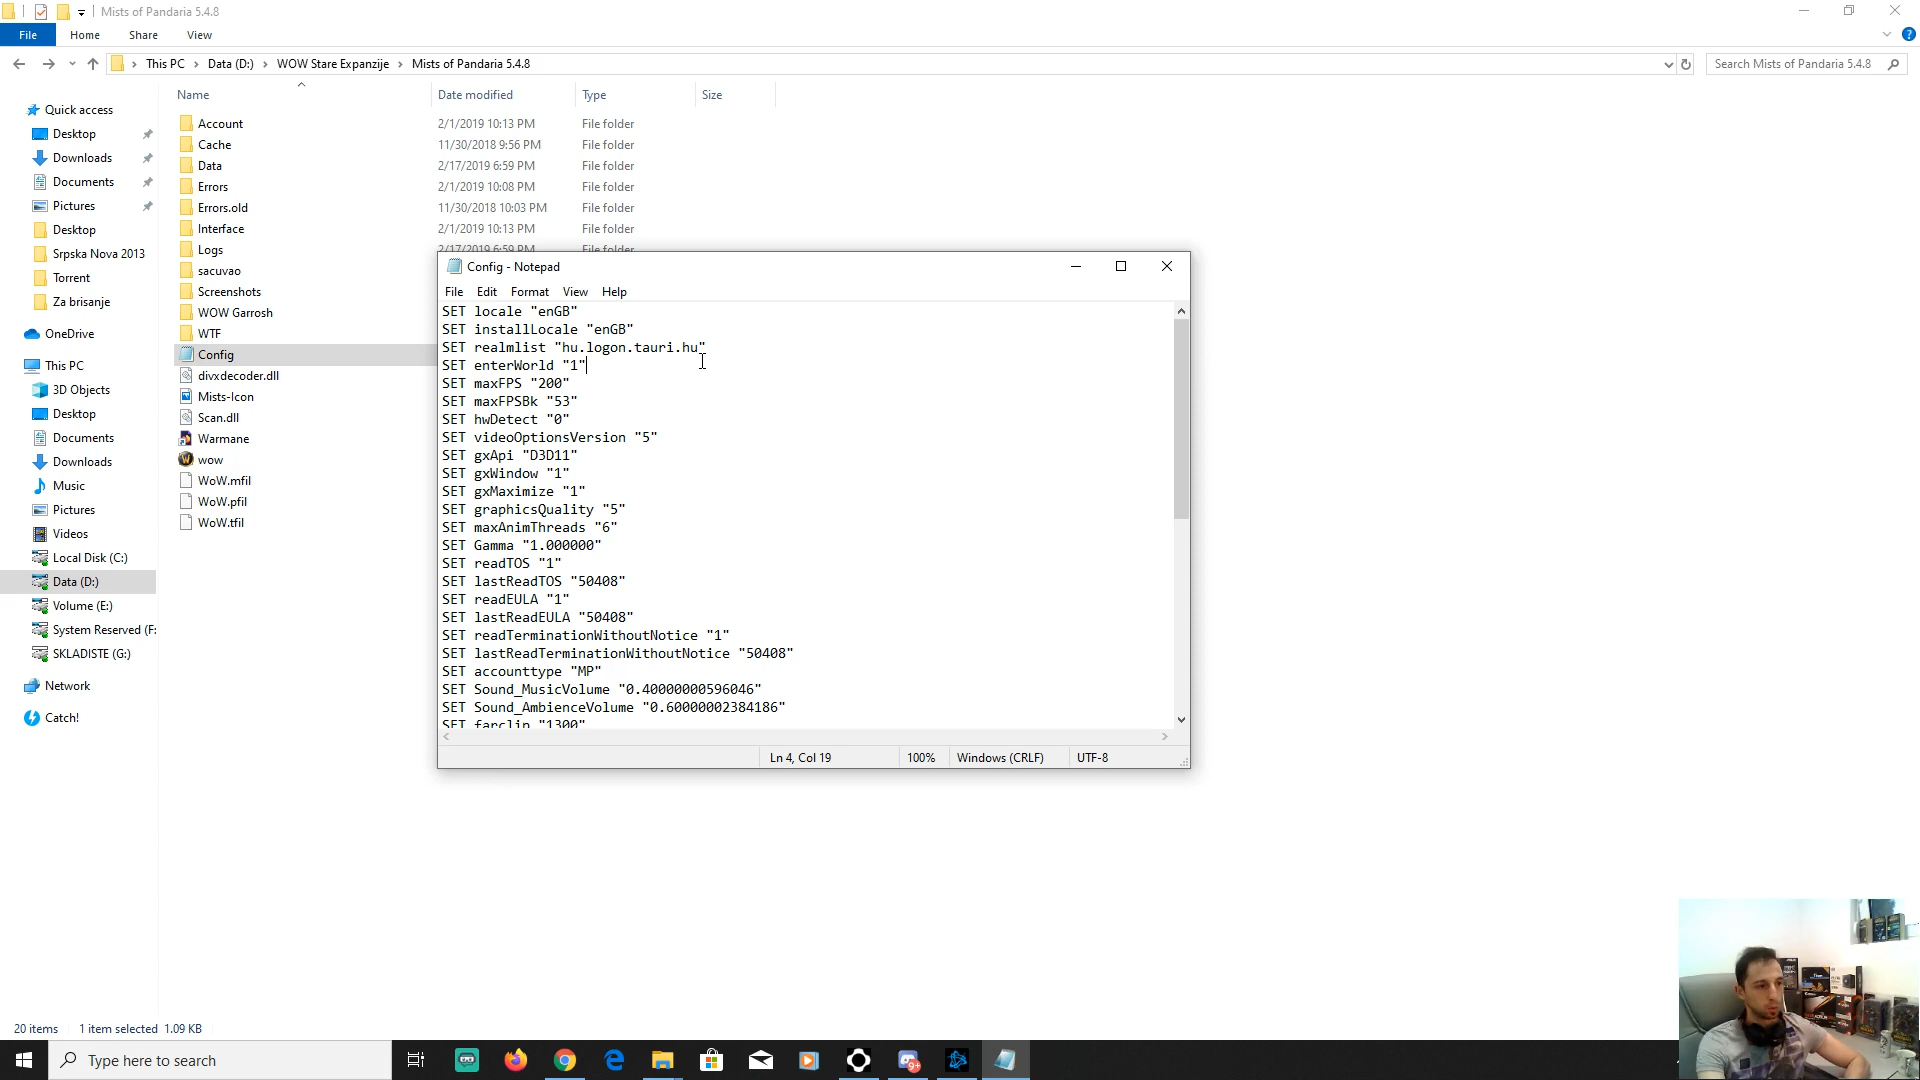 Mists of Pandaria 5.4.8
File Home Share View
This PC Data (D:) WOW Stare Expanzije Mists of Pandaria 5.4.8
Search Mists of Pandaria 5.4.8
Name Date modified Type Size
Quick access
Desktop
Downloads
Documents
Pictures
Desktop
Srpska Nova 2013
Torrent
Za brisanje
OneDrive
This PC
3D Objects
Desktop
Documents
Downloads
Music
Pictures
Videos
Local Disk (C:)
Data (D:)
Volume (E:)
System Reserved (F:
SKLADISTE (G:)
Network
Catch!
Account 2/1/2019 10:13 PM File folder
Cache 11/30/2018 9:56 PM File folder
Data 2/17/2019 6:59 PM File folder
Errors 2/1/2019 10:08 PM File folder
Errors.old 11/30/2018 10:03 PM File folder
Interface 2/1/2019 10:13 PM File folder
Logs 2/17/2019 6:59 PM File folder
sacuvao
Screenshots
WOW Garrosh
WTF
Config
divxdecoder.dll
Mists-Icon
Scan.dll
Warmane
wow
WoW.mfil
WoW.pfil
WoW.tfil
Config - Notepad
File Edit Format View Help
SET locale "enGB"
SET installLocale "enGB"
SET realmlist "hu.logon.tauri.hu"
SET enterWorld "1"
SET maxFPS "200"
SET maxFPSBk "53"
SET hwDetect "0"
SET videoOptionsVersion "5"
SET gxApi "D3D11"
SET gxWindow "1"
SET gxMaximize "1"
SET graphicsQuality "5"
SET maxAnimThreads "6"
SET Gamma "1.000000"
SET readTOS "1"
SET lastReadTOS "50408"
SET readEULA "1"
SET lastReadEULA "50408"
SET readTerminationWithoutNotice "1"
SET lastReadTerminationWithoutNotice "50408"
SET accounttype "MP"
SET Sound_MusicVolume "0.40000000596046"
SET Sound_AmbienceVolume "0.60000002384186"
SET farclip "1300"
Ln 4, Col 19 100% Windows (CRLF) UTF-8
20 items 1 item selected 1.09 KB
Type here to search
9+